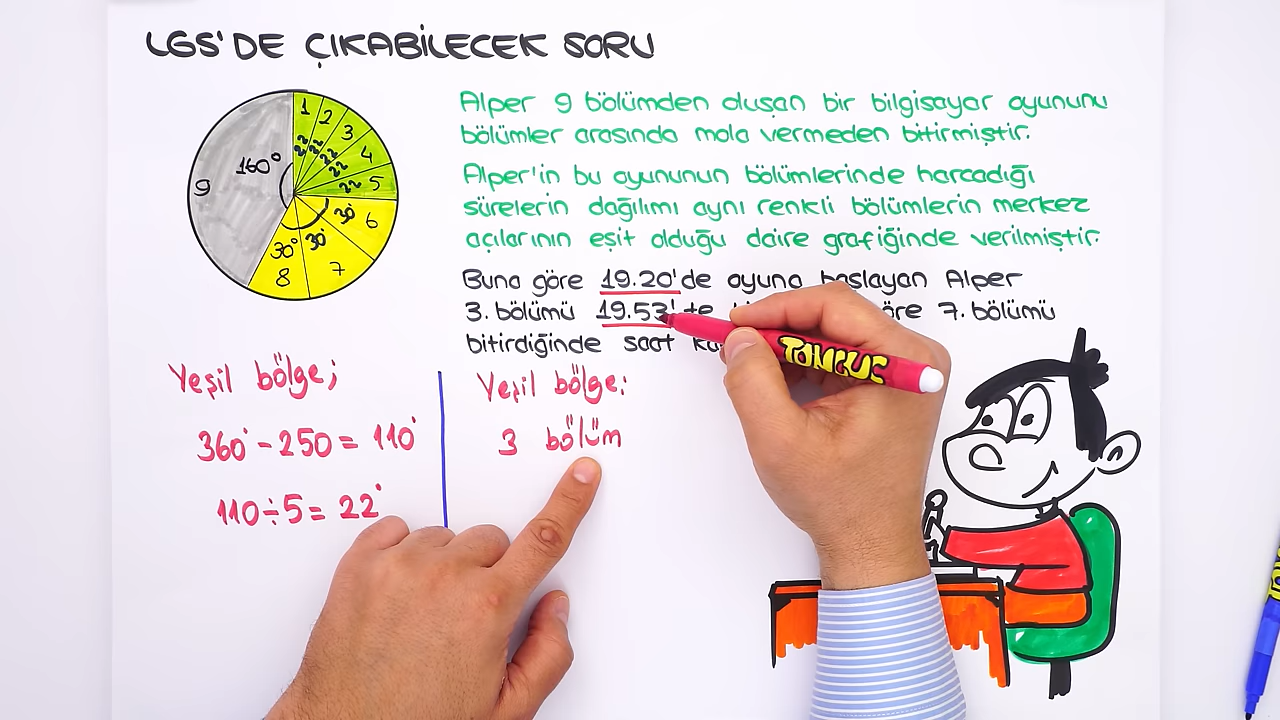 LGS'DE ÇIKABİLECEK SORU
1
2
3
4
5
6
7
8
9
22
22
22
22
22
30°
30°
30°
160°
Alper 9 bölümden oluşan bir bilgisayar oyununu
bölümler arasında mola vermeden bitirmiştir.
Alper'in bu oyununun bölümlerinde harcadığı
sürelerin dağılımı aynı renkli bölümlerin merkez
açılarının eşit olduğu daire grafiğinde verilmiştir.
Buna göre 19.20'de oyuna başlayan Alper
3. bölümü 19.53'te 7. bölümü
bitirdiğinde saat
Yeşil bölge;
360° - 250 = 110°
110 ÷ 5 = 22°
Yeşil bölge:
3 bölüm
TONGUÇ